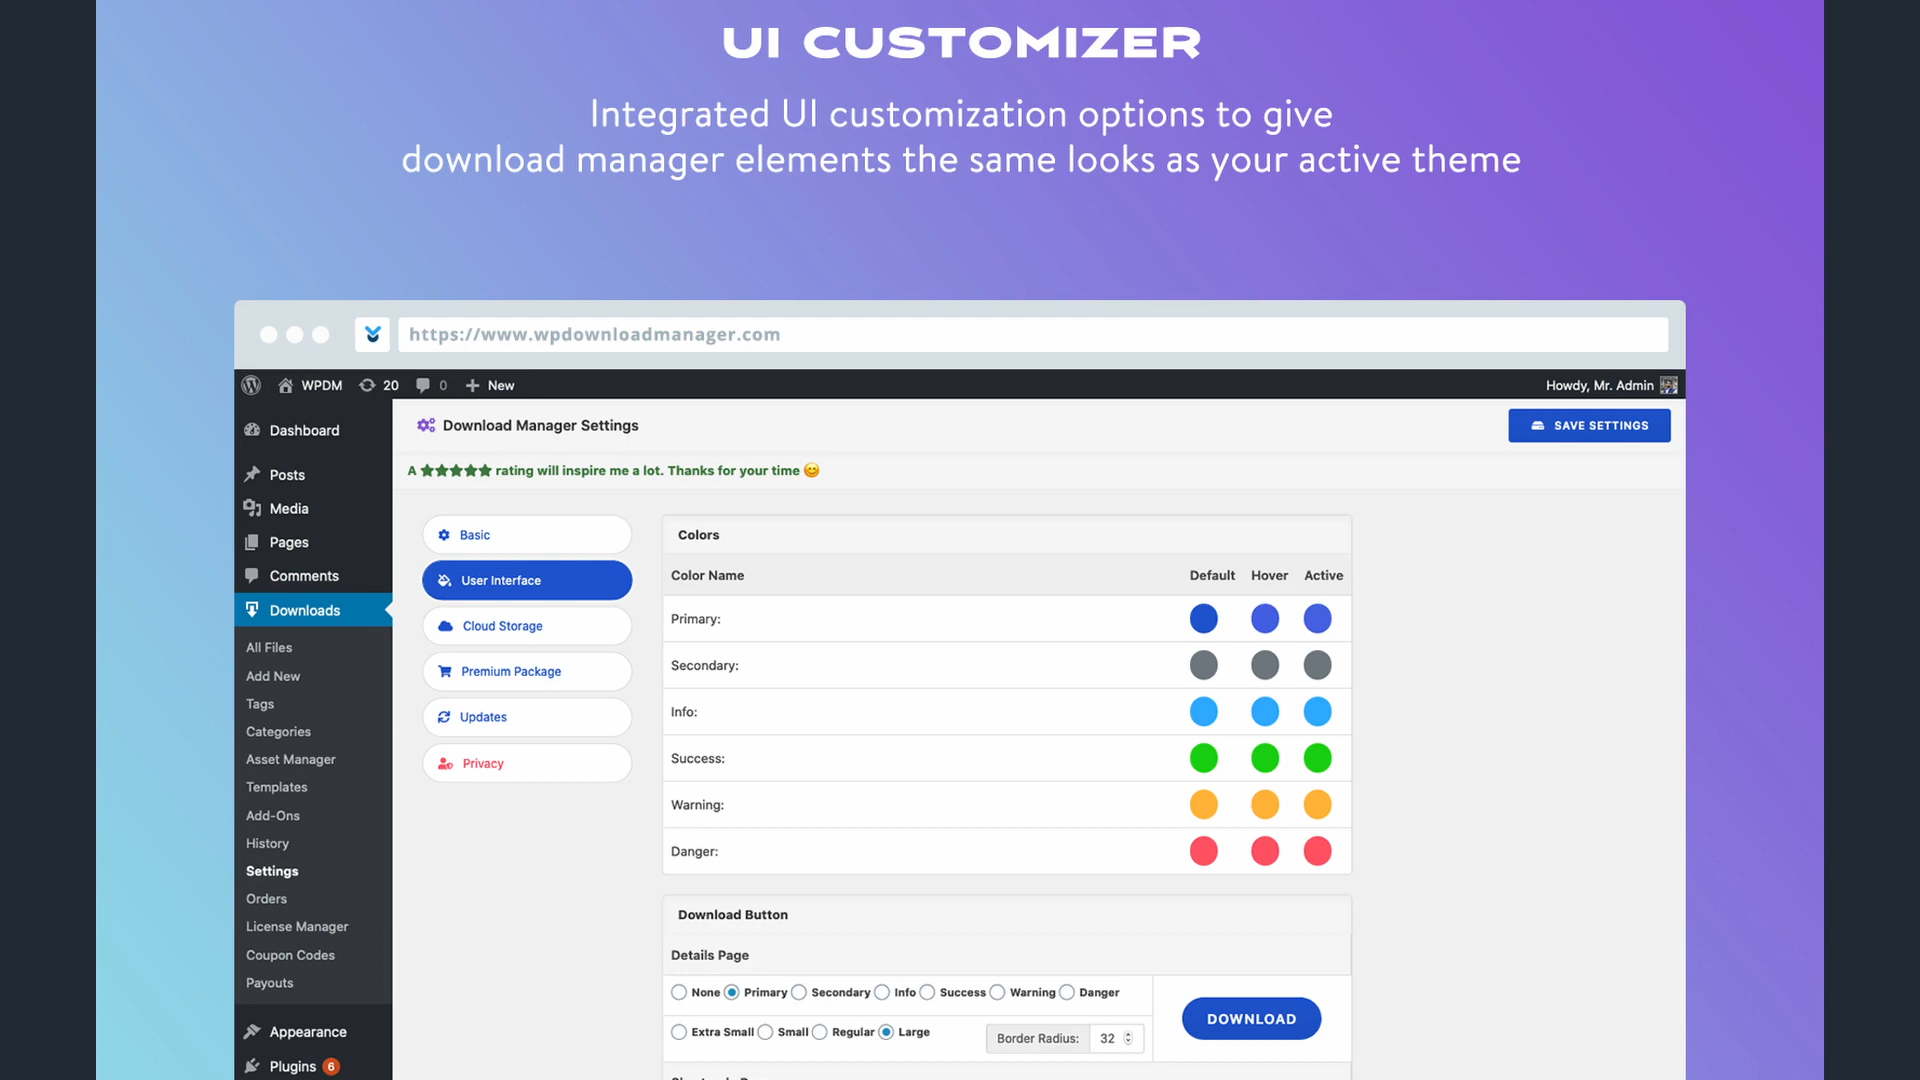 UI CUSTOMIZER
Integrated UI customization options to give
download manager elements the same looks as your active theme
https://www.wpdownloadmanager.com
WPDM 20 0 New Howdy, Mr. Admin
Dashboard
Posts
Media
Pages
Comments
Downloads
All Files
Add New
Tags
Categories
Asset Manager
Templates
Add-Ons
History
Settings
Orders
License Manager
Coupon Codes
Payouts
Appearance
Plugins 6
Download Manager Settings
SAVE SETTINGS
A ★★★★★ rating will inspire me a lot. Thanks for your time 😊
Basic
User Interface
Cloud Storage
Premium Package
Updates
Privacy
Colors
Color Name Default Hover Active
Primary:
Secondary:
Info:
Success:
Warning:
Danger:
Download Button
Details Page
None Primary Secondary Info Success Warning Danger
Extra Small Small Regular Large
Border Radius: 32
DOWNLOAD